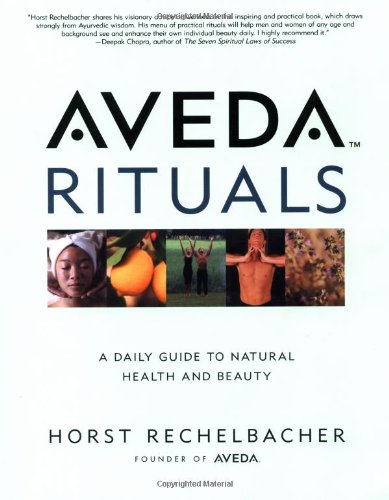 Copyrighted Material
"Horst Rechelbacher shares his visionary inspiring and practical book, which draws
strongly from Ayurvedic wisdom. His menu of practical rituals will help men and women of any age and
background see and enhance their own individual beauty daily. I highly recommend it."
—Deepak Chopra, author of The Seven Spiritual Laws of Success
AVEDA™
RITUALS
A DAILY GUIDE TO NATURAL
HEALTH AND BEAUTY
HORST RECHELBACHER
FOUNDER OF AVEDA.
Copyrighted Material